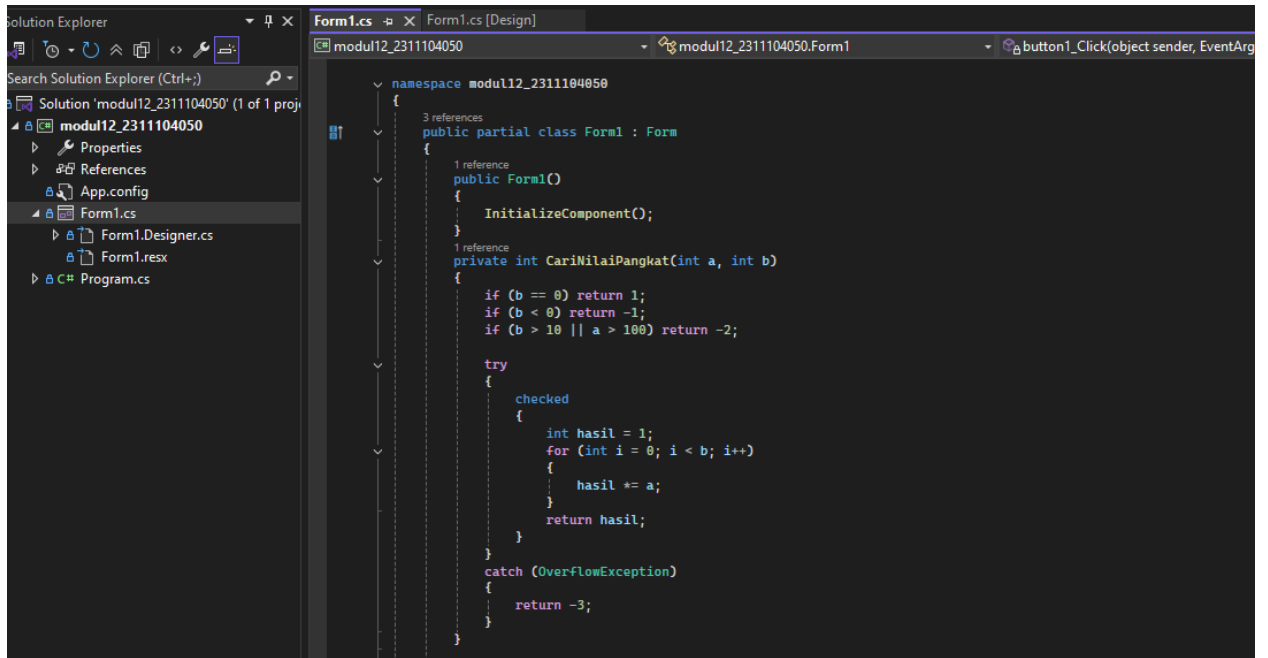 Solution Explorer
Search Solution Explorer (Ctrl+;)
Solution 'modul12_2311104050' (1 of 1 proj
modul12_2311104050
Properties
References
App.config
Form1.cs
Form1.Designer.cs
Form1.resx
C# Program.cs
Form1.cs Form1.cs [Design]
C# modul12_2311104050 modul12_2311104050.Form1 button1_Click(object sender, EventArg
namespace modul12_2311104050
{
3 references
public partial class Form1 : Form
{
1 reference
public Form1()
{
InitializeComponent();
}
1 reference
private int CariNilaiPangkat(int a, int b)
{
if (b == 0) return 1;
if (b < 0) return -1;
if (b > 10 || a > 100) return -2;
try
{
checked
{
int hasil = 1;
for (int i = 0; i < b; i++)
{
hasil *= a;
}
return hasil;
}
}
catch (OverflowException)
{
return -3;
}
}